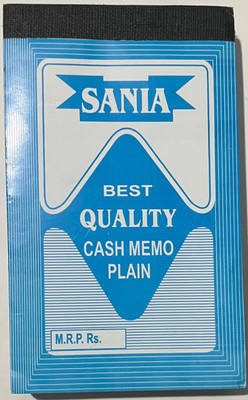 SANIA
BEST
QUALITY
CASH MEMO
PLAIN
M.R.P. Rs.